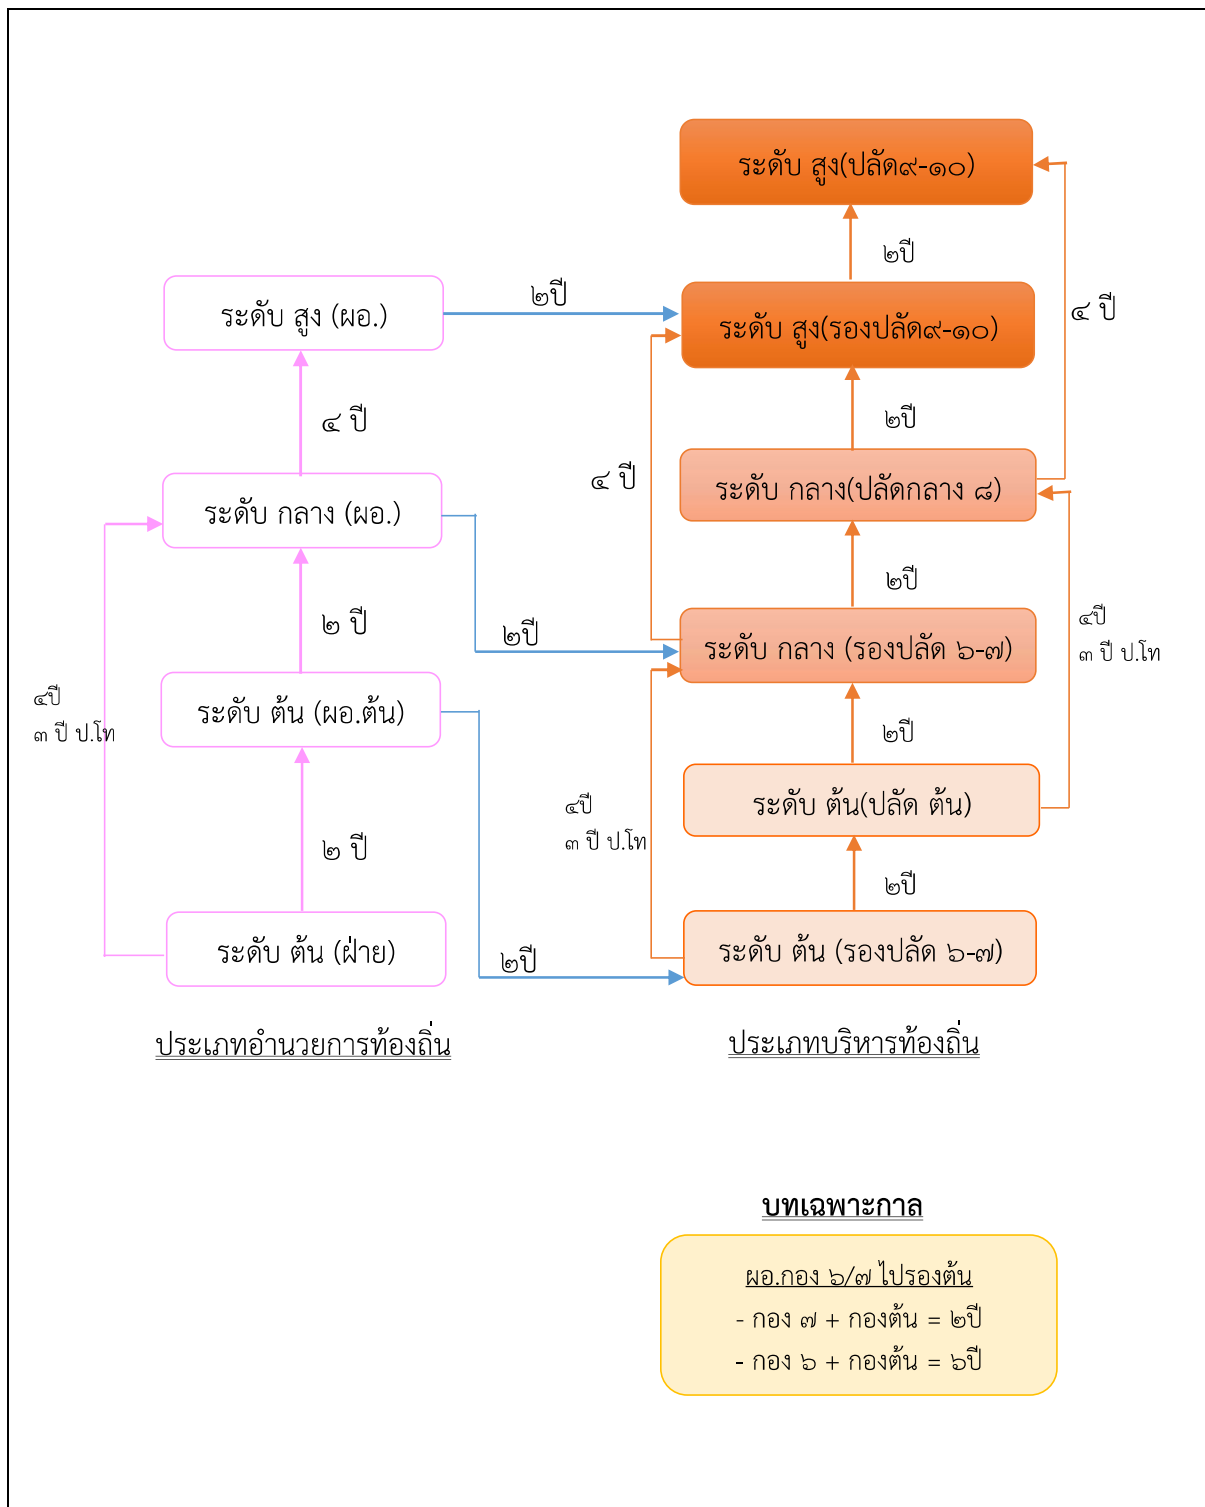 ระดับ สูง(ปลัด๙-๑๐)
๒ปี
๔ ปี
ระดับ สูง (ผอ.)
๒ปี
ระดับ สูง(รองปลัด๙-๑๐)
๔ ปี
๒ปี
๔ ปี
ระดับ กลาง (ผอ.)
ระดับ กลาง(ปลัดกลาง ๘)
๒ ปี
๒ปี
๒ปี
ระดับ กลาง (รองปลัด ๖-๗)
๔ปี
๓ ปี ป.โท
๔ปี
๓ ปี ป.โท
ระดับ ต้น (ผอ.ต้น)
๒ปี
๒ ปี
๔ปี
๓ ปี ป.โท
ระดับ ต้น(ปลัด ต้น)
๒ปี
ระดับ ต้น (ฝ่าย)
๒ปี
ระดับ ต้น (รองปลัด ๖-๗)
ประเภทอำนวยการท้องถิ่น
ประเภทบริหารท้องถิ่น
บทเฉพาะกาล
ผอ.กอง ๖/๗ ไปรองต้น
- กอง ๗ + กองต้น = ๒ปี
- กอง ๖ + กองต้น = ๖ปี